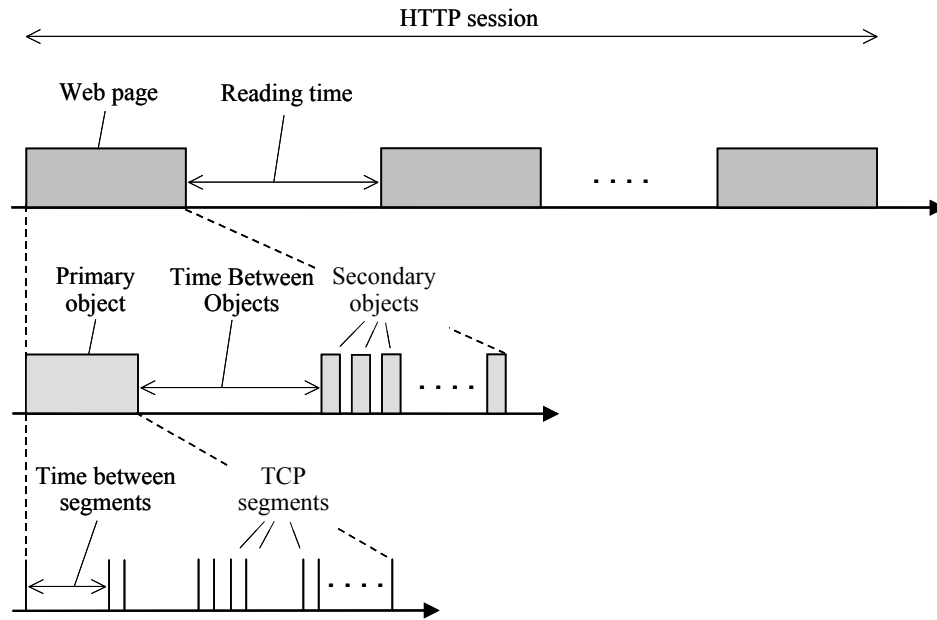 HTTP session
Web page
Reading time
. . . .
Primary
object
Time Between
Objects
Secondary
objects
. . . .
Time between
segments
TCP
segments
. . . .